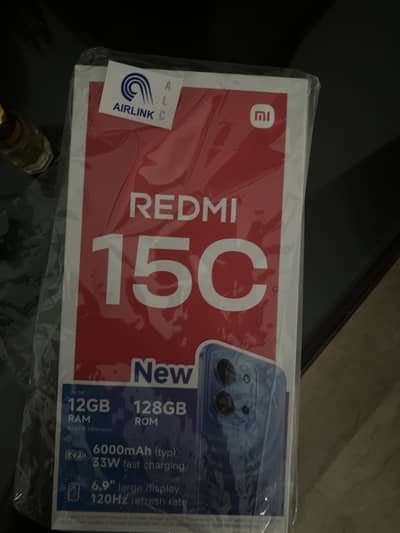 AIRLINK
A
L
C
mi
REDMI
15C
New
12GB 128GB
RAM ROM
6000mAh (typ)
33W fast charging
6.9" large display
120Hz refresh rate